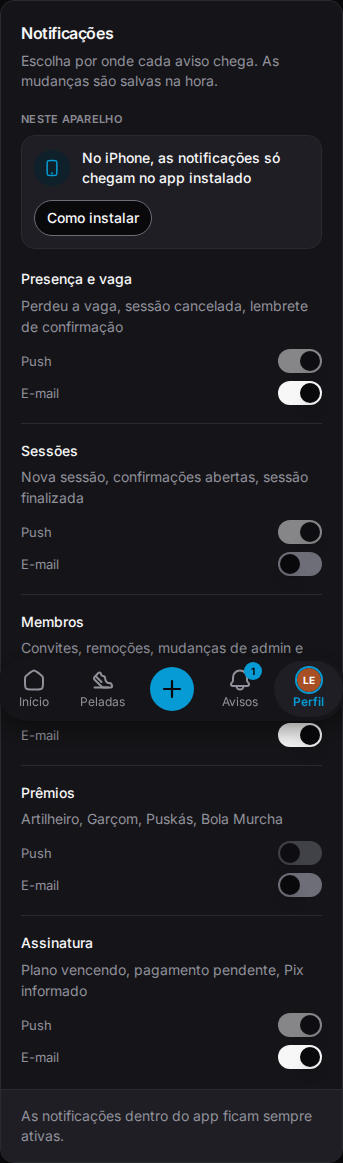 Notificações
Escolha por onde cada aviso chega. As
mudanças são salvas na hora.
NESTE APARELHO
No iPhone, as notificações só
chegam no app instalado
Como instalar
Presença e vaga
Perdeu a vaga, sessão cancelada, lembrete
de confirmação
Push
E-mail
Sessões
Nova sessão, confirmações abertas, sessão
finalizada
Push
E-mail
Membros
Convites, remoções, mudanças de admin e
1
LE
Início
Peladas
Avisos
Perfil
E-mail
Prêmios
Artilheiro, Garçom, Puskás, Bola Murcha
Push
E-mail
Assinatura
Plano vencendo, pagamento pendente, Pix
informado
Push
E-mail
As notificações dentro do app ficam sempre
ativas.